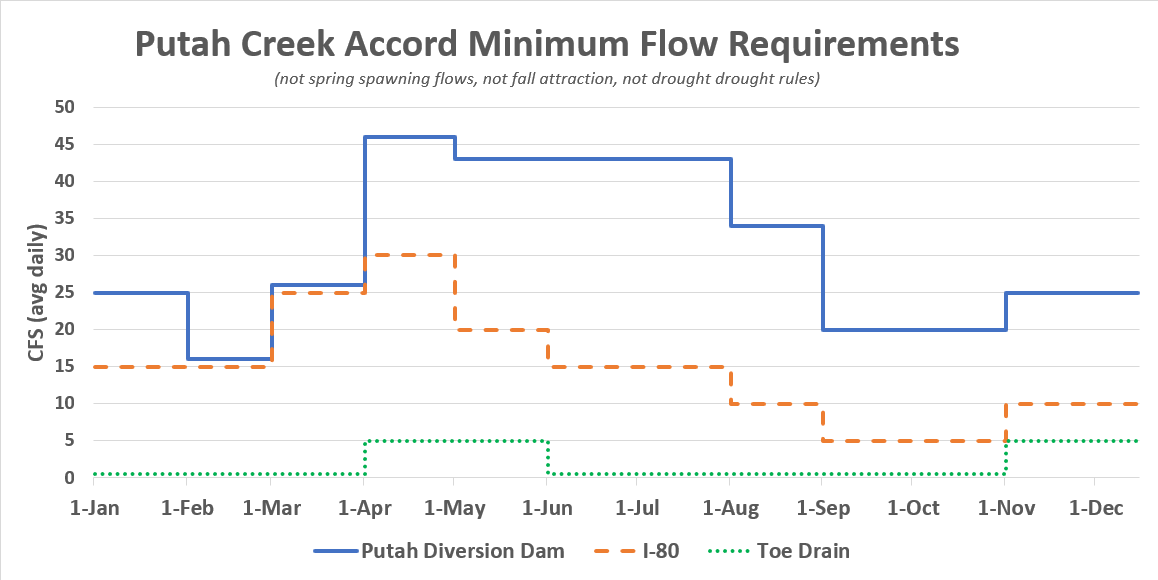 Putah Creek Accord Minimum Flow Requirements
(not spring spawning flows, not fall attraction, not drought drought rules)
CFS (avg daily)
50
45
40
35
30
25
20
15
10
5
0
1-Jan 1-Feb 1-Mar 1-Apr 1-May 1-Jun 1-Jul 1-Aug 1-Sep 1-Oct 1-Nov 1-Dec
Putah Diversion Dam I-80 Toe Drain